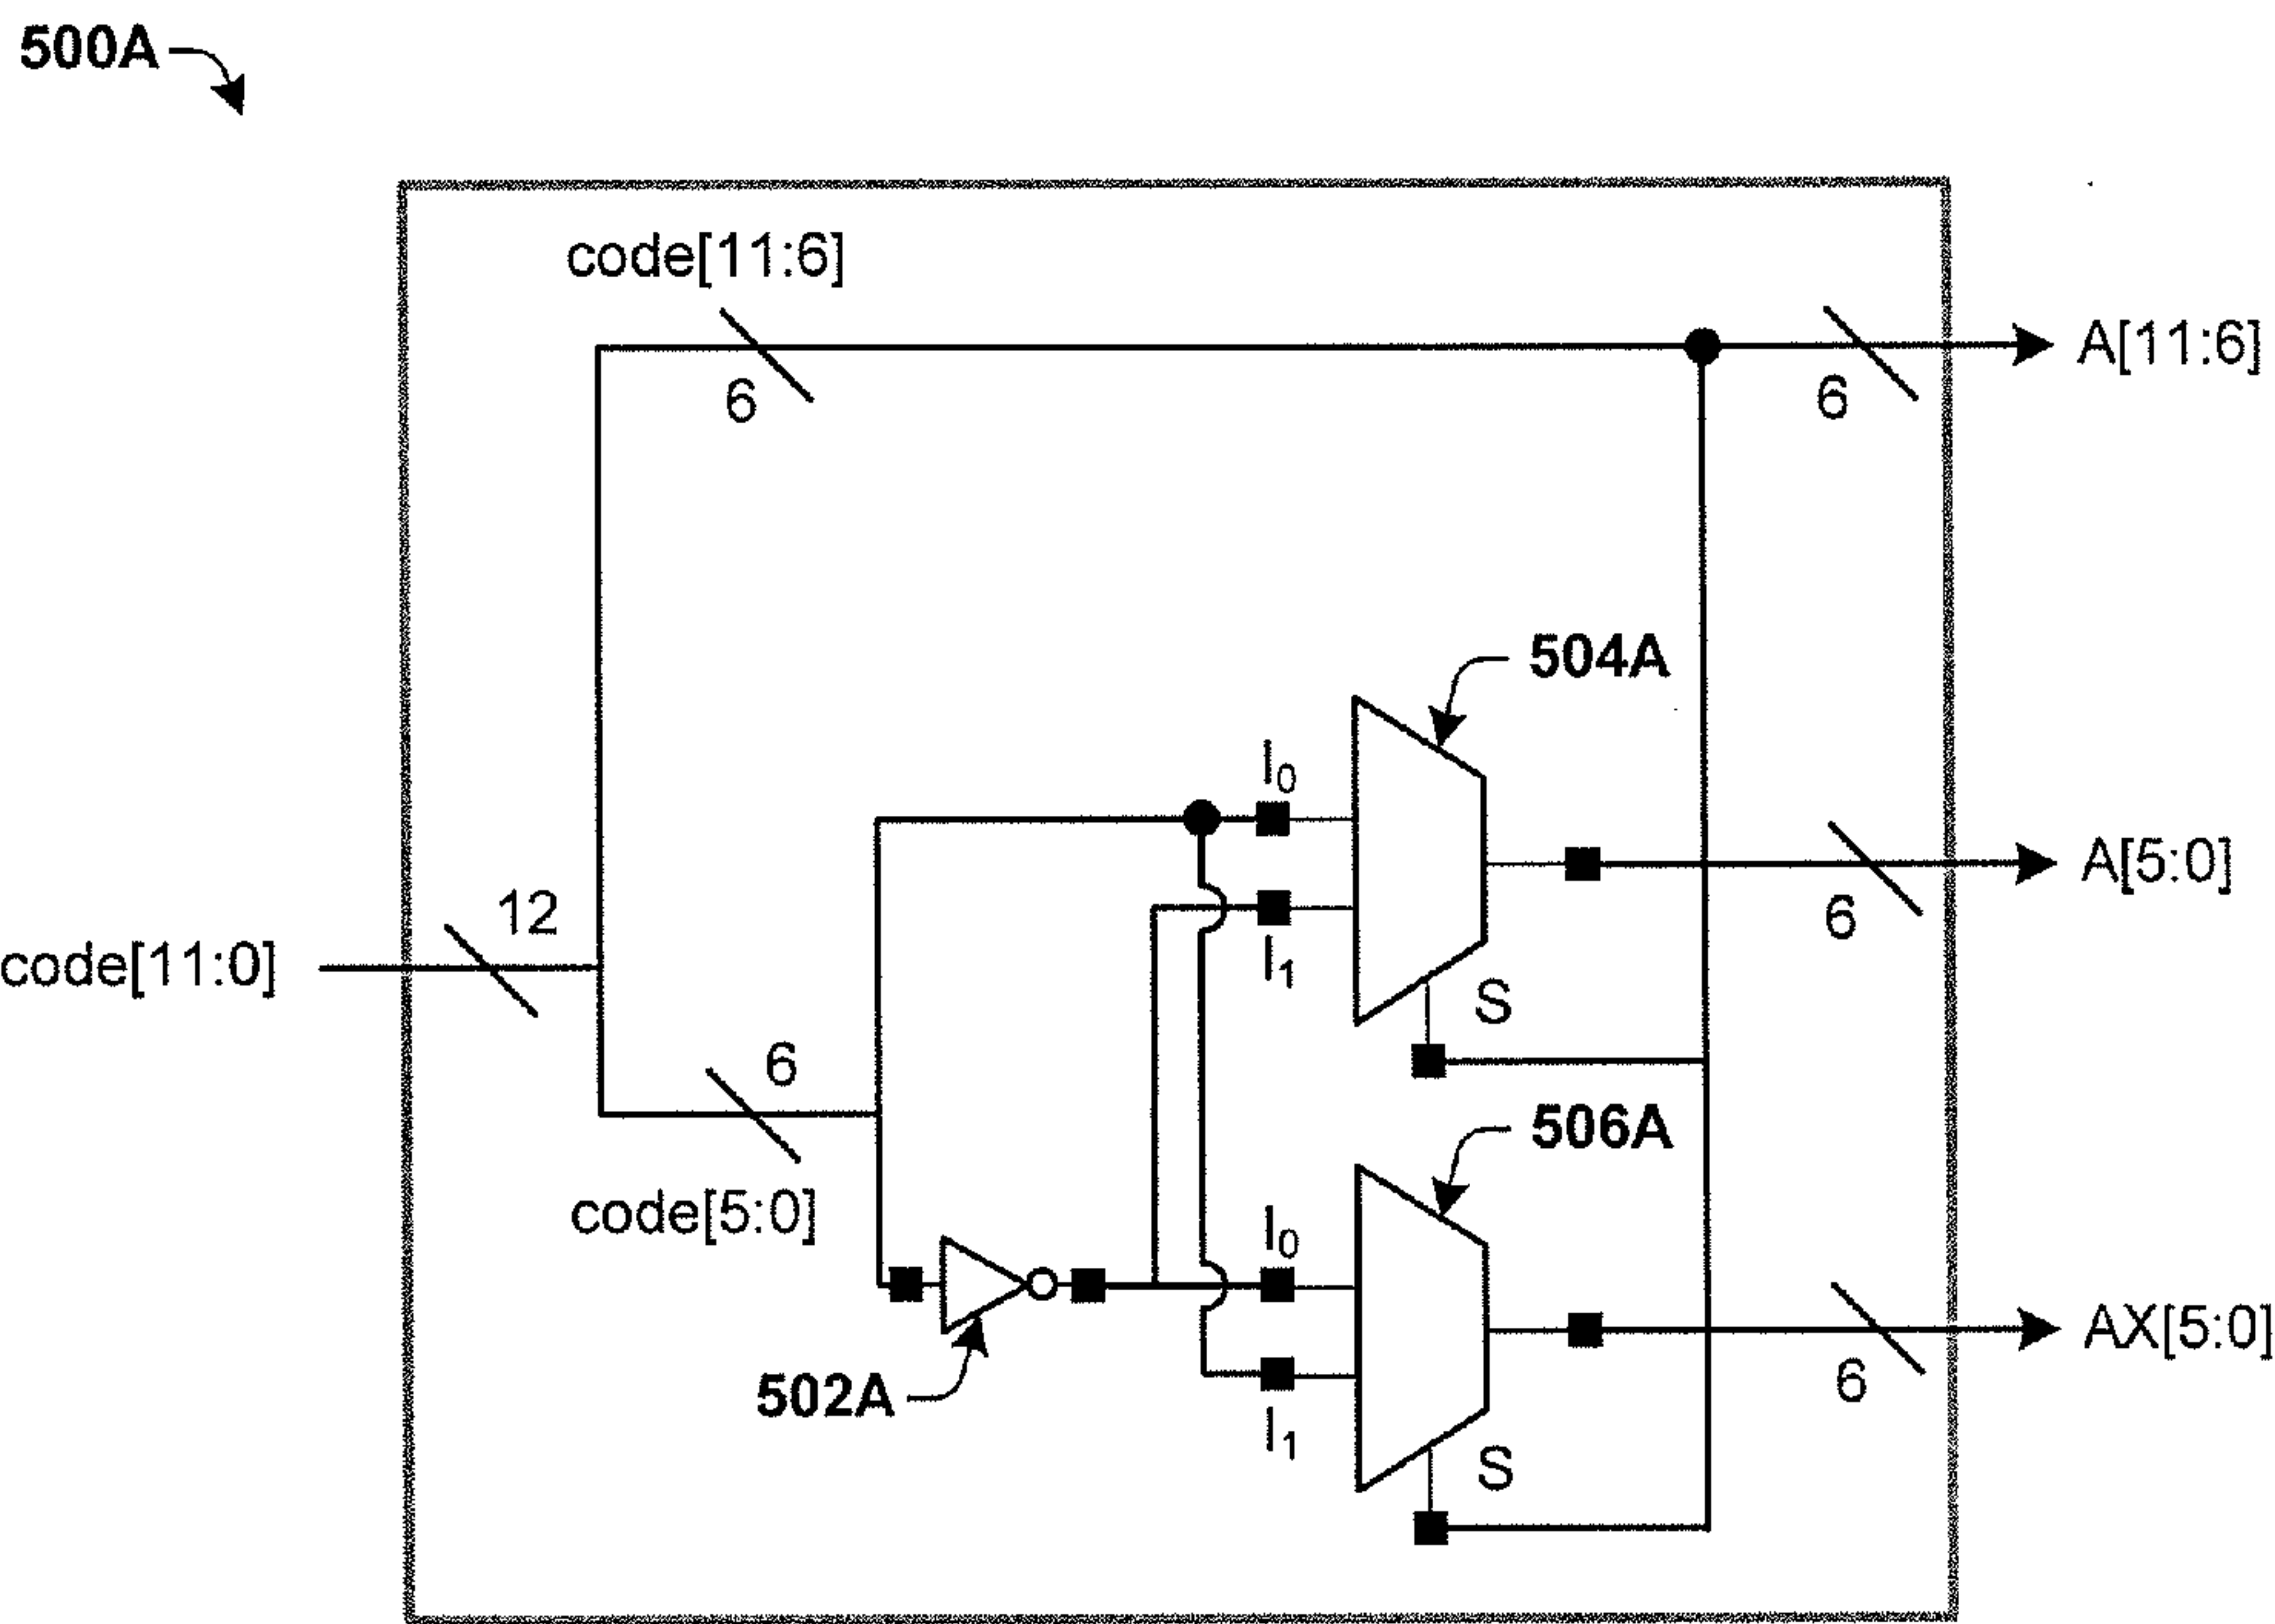 500A
code[11:6]
6
6
A[11:6]
504A
I0
I1
S
6
A[5:0]
12
code[11:0]
6
code[5:0]
506A
I0
I1
S
502A
6
AX[5:0]